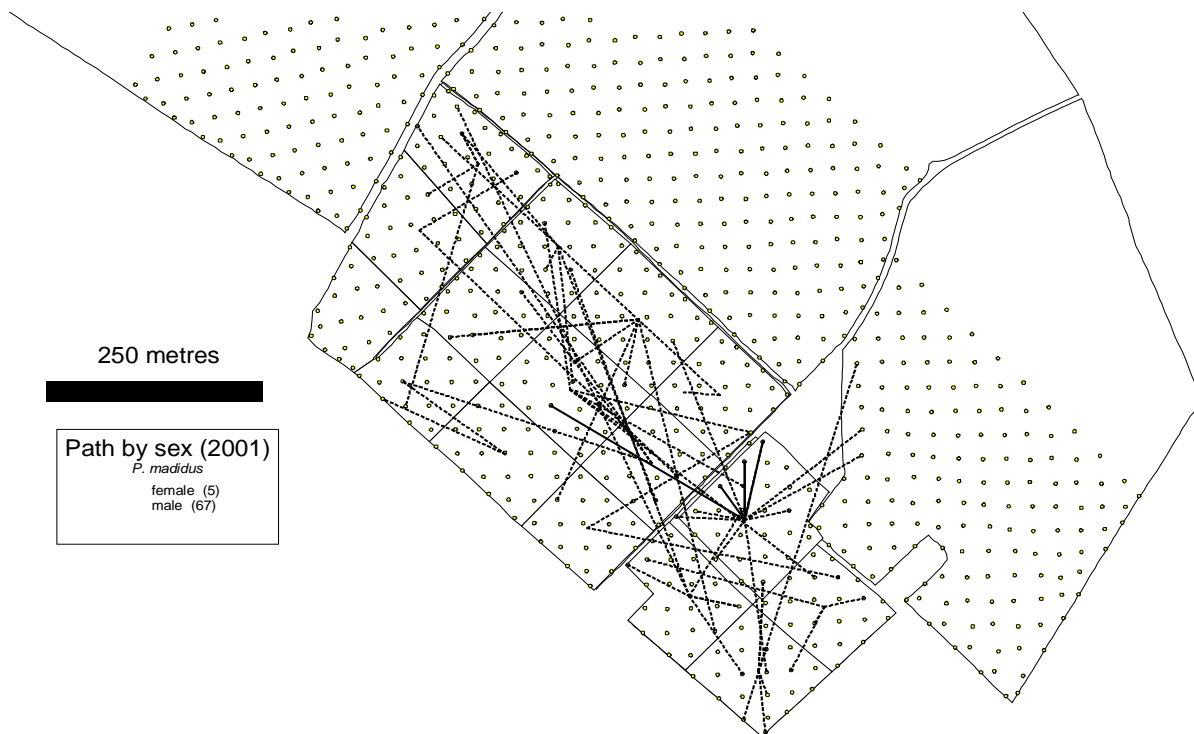 250 metres
Path by sex (2001)
P. madidus
female (5)
male (67)